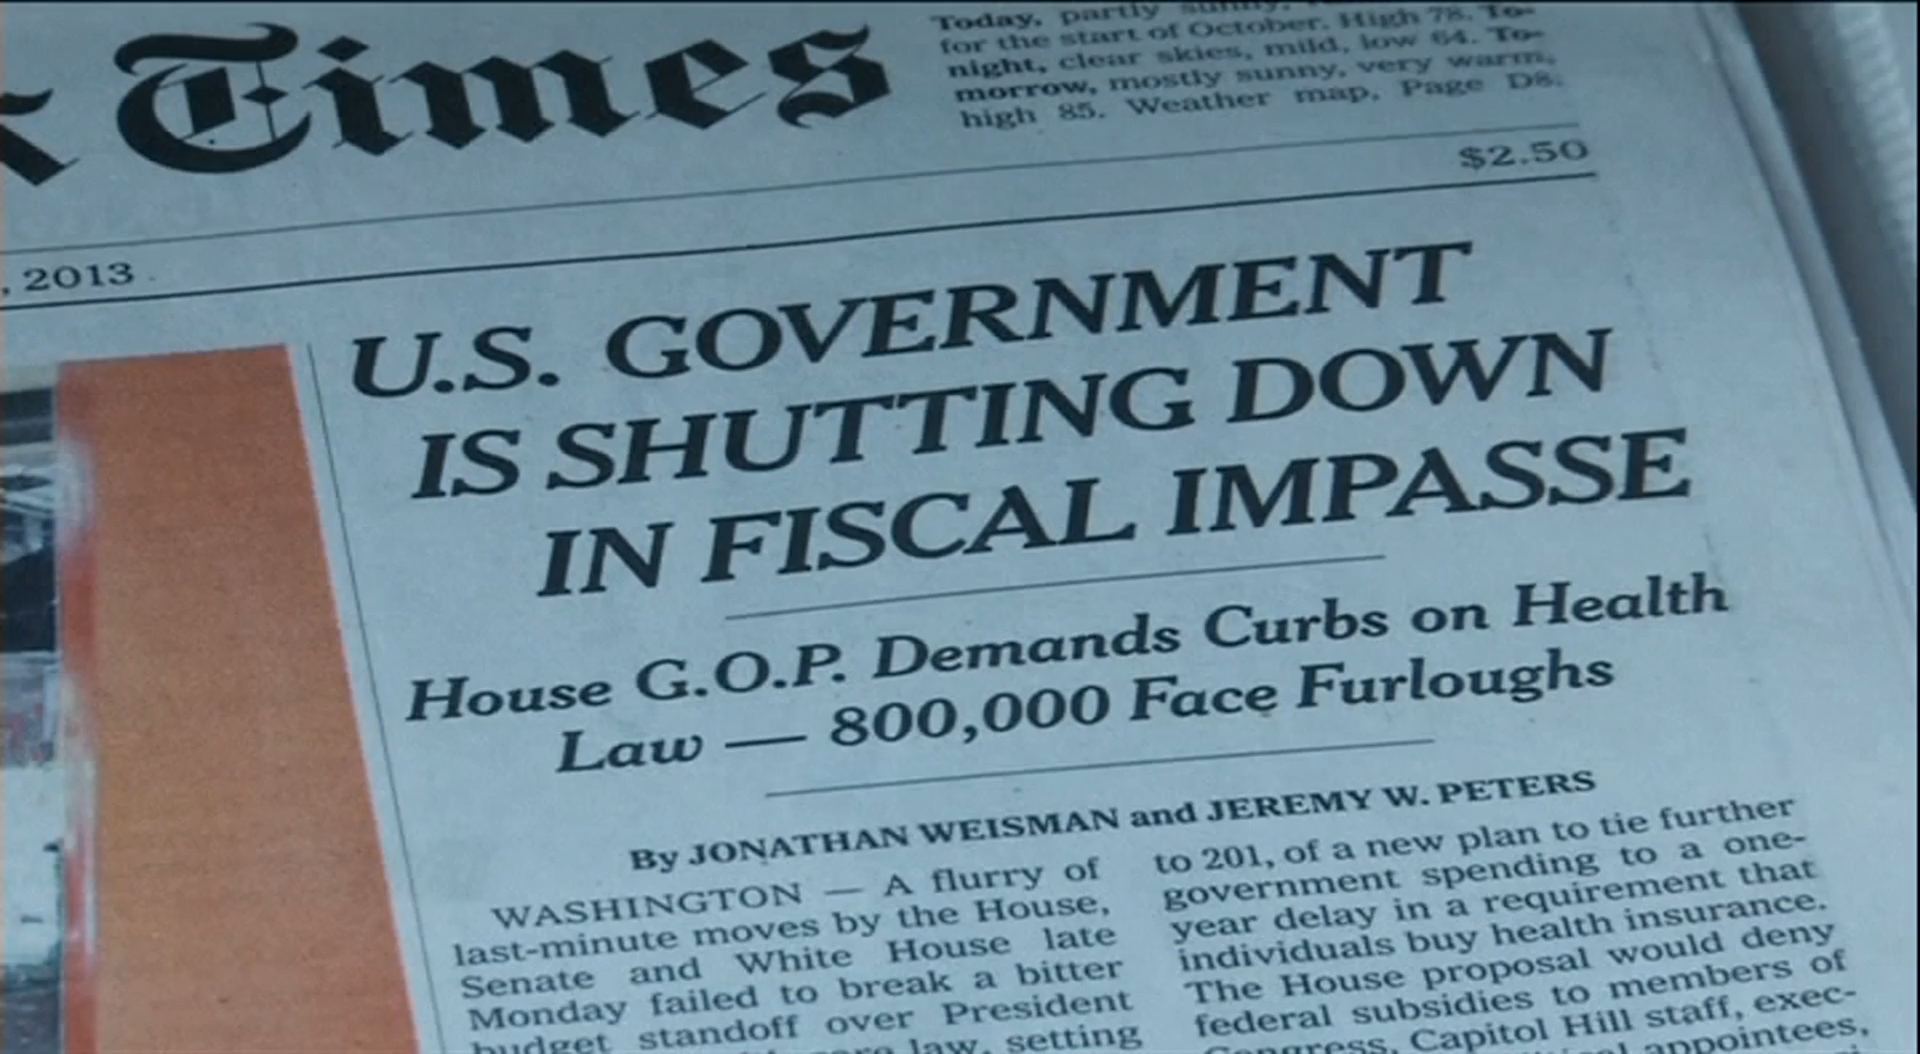 Times
Today, partly sunny,
for the start of October. High 78. To-
night, clear skies, mild, low 64. To-
morrow, mostly sunny, very warm,
high 85. Weather map, Page D8.
$2.50
, 2013
U.S. GOVERNMENT
IS SHUTTING DOWN
IN FISCAL IMPASSE
House G.O.P. Demands Curbs on Health
Law — 800,000 Face Furloughs
By JONATHAN WEISMAN and JEREMY W. PETERS
WASHINGTON — A flurry of
last-minute moves by the House,
Senate and White House late
Monday failed to break a bitter
budget standoff over President
law, setting
to 201, of a new plan to tie further
government spending to a one-
year delay in a requirement that
individuals buy health insurance.
The House proposal would deny
federal subsidies to members of
Congress, Capitol Hill staff, exec-
appointees,